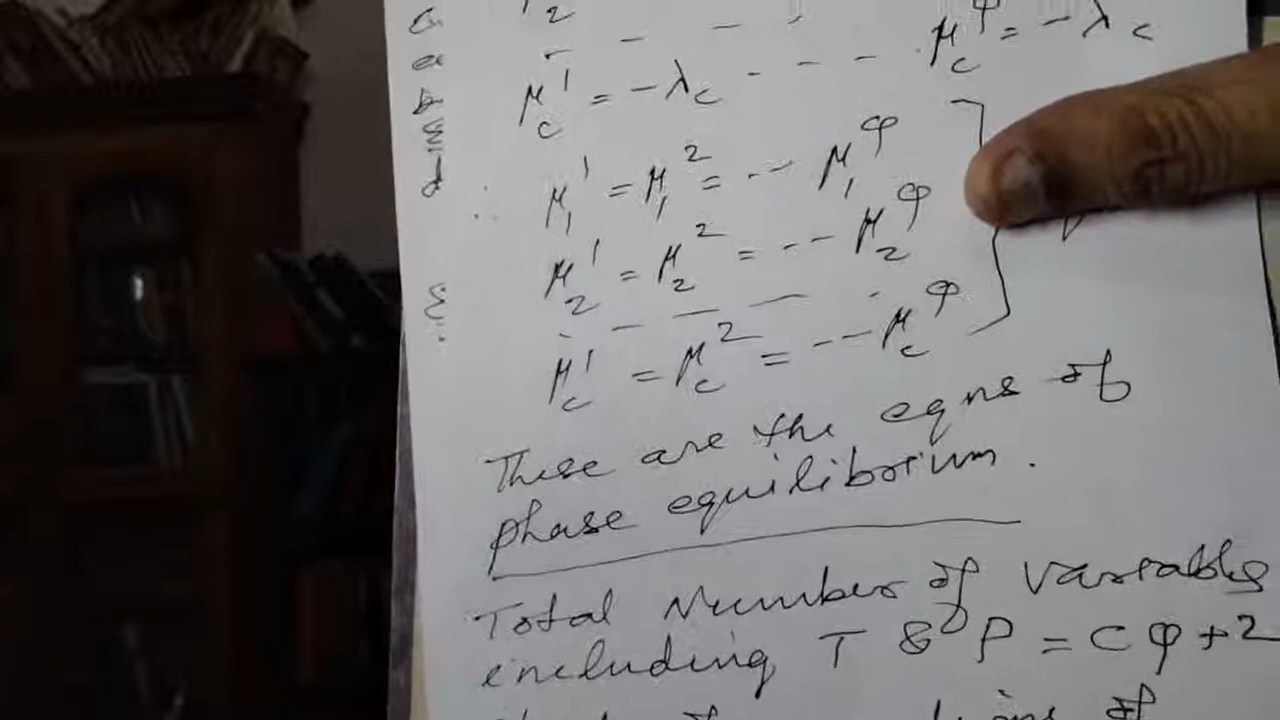 μ_c^φ = -λ_c
μ_c^1 = -λ_c - - -
μ_1^1 = μ_1^2 = -- μ_1^φ
μ_2^1 = μ_2^2 = -- μ_2^φ
μ_c^1 = μ_c^2 = -- μ_c^φ
These are the eqns of
phase equilibrium.
Total Number of variables
including T & P = cφ+2